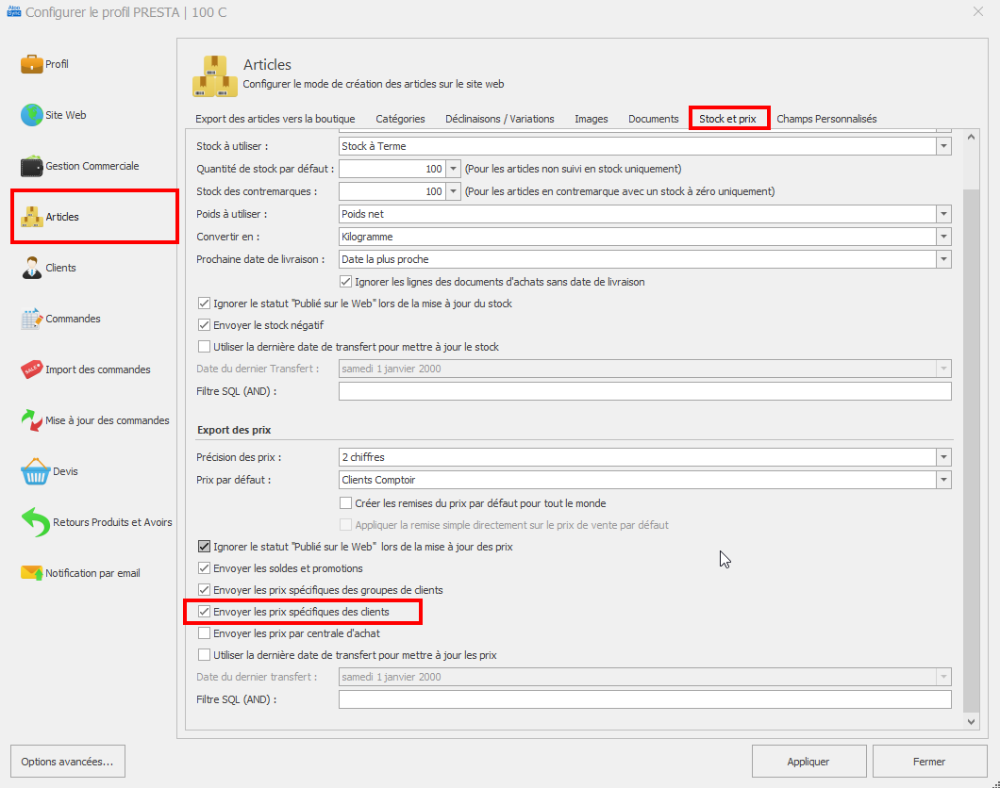 Atoo Sync Configurer le profil PRESTA | 100 C
Profil
Site Web
Gestion Commerciale
Articles
Clients
Commandes
SALE Import des commandes
Mise à jour des commandes
Devis
Retours Produits et Avoirs
Notification par email
Articles
Configurer le mode de création des articles sur le site web
Export des articles vers la boutique Catégories Déclinaisons / Variations Images Documents Stock et prix Champs Personnalisés
Stock à utiliser : Stock à Terme
Quantité de stock par défaut : 100 (Pour les articles non suivi en stock uniquement)
Stock des contremarques : 100 (Pour les articles en contremarque avec un stock à zéro uniquement)
Poids à utiliser : Poids net
Convertir en : Kilogramme
Prochaine date de livraison : Date la plus proche
Ignorer les lignes des documents d'achats sans date de livraison
Ignorer le statut "Publié sur le Web" lors de la mise à jour du stock
Envoyer le stock négatif
Utiliser la dernière date de transfert pour mettre à jour le stock
Date du dernier Transfert : samedi 1 janvier 2000
Filtre SQL (AND) :
Export des prix
Précision des prix : 2 chiffres
Prix par défaut : Clients Comptoir
Créer les remises du prix par défaut pour tout le monde
Appliquer la remise simple directement sur le prix de vente par défaut
Ignorer le statut "Publié sur le Web" lors de la mise à jour des prix
Envoyer les soldes et promotions
Envoyer les prix spécifiques des groupes de clients
Envoyer les prix spécifiques des clients
Envoyer les prix par centrale d'achat
Utiliser la dernière date de transfert pour mettre à jour les prix
Date du dernier transfert : samedi 1 janvier 2000
Filtre SQL (AND) :
Options avancées... Appliquer Fermer